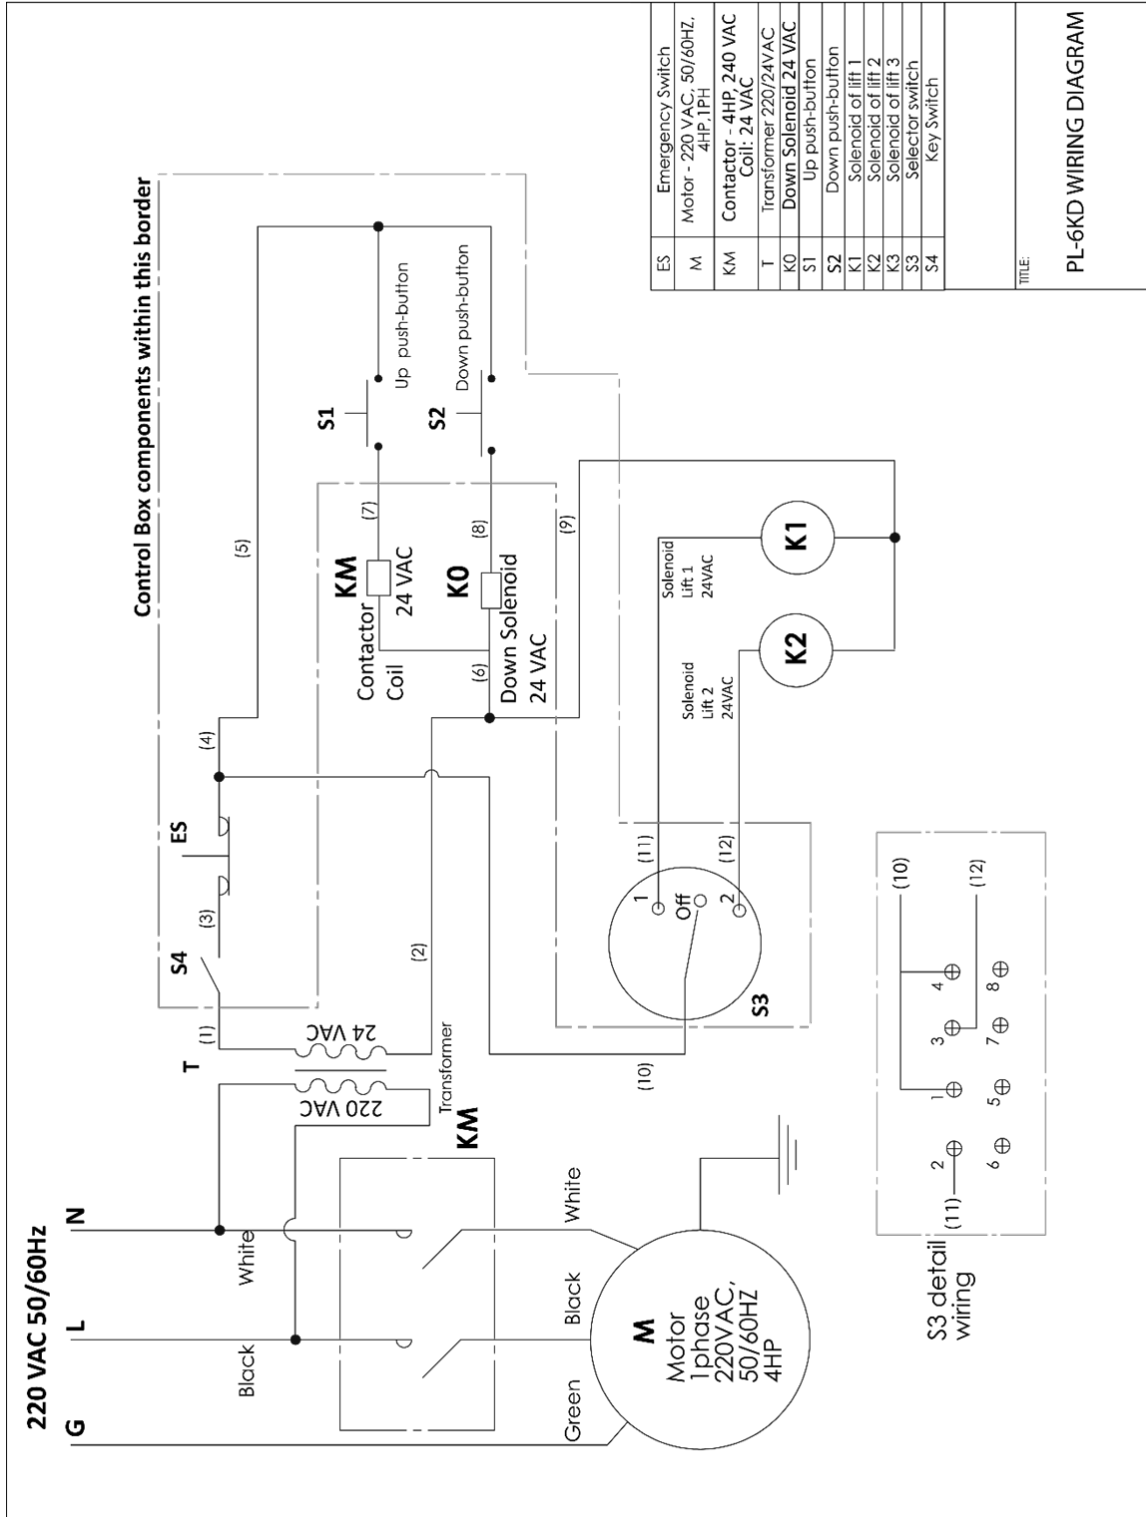 220 VAC 50/60Hz
G
L
N
Black
White
Green
Black
White
KM
M
Motor
1phase
220VAC,
50/60HZ
4HP
T
220 VAC
24 VAC
Transformer
Control Box components within this border
(1)
S4
(3)
ES
(4)
(5)
(2)
Contactor
Coil
KM
24 VAC
(7)
S1
Up push-button
(6)
K0
Down Solenoid
24 VAC
(8)
S2
Down push-button
(9)
(10)
S3
1
Off
2
(11)
(12)
Solenoid
Lift 1
24VAC
K1
Solenoid
Lift 2
24VAC
K2
S3 detail
wiring
(11)
2
1
3
4
(10)
(12)
6
5
7
8
ES Emergency Switch
M Motor - 220 VAC, 50/60HZ,
4HP,1PH
KM Contactor - 4HP, 240 VAC
Coil: 24 VAC
T Transformer 220/24VAC
K0 Down Solenoid 24 VAC
S1 Up push-button
S2 Down push-button
K1 Solenoid of lift 1
K2 Solenoid of lift 2
K3 Solenoid of lift 3
S3 Selector switch
S4 Key Switch
TITLE:
PL-6KD WIRING DIAGRAM